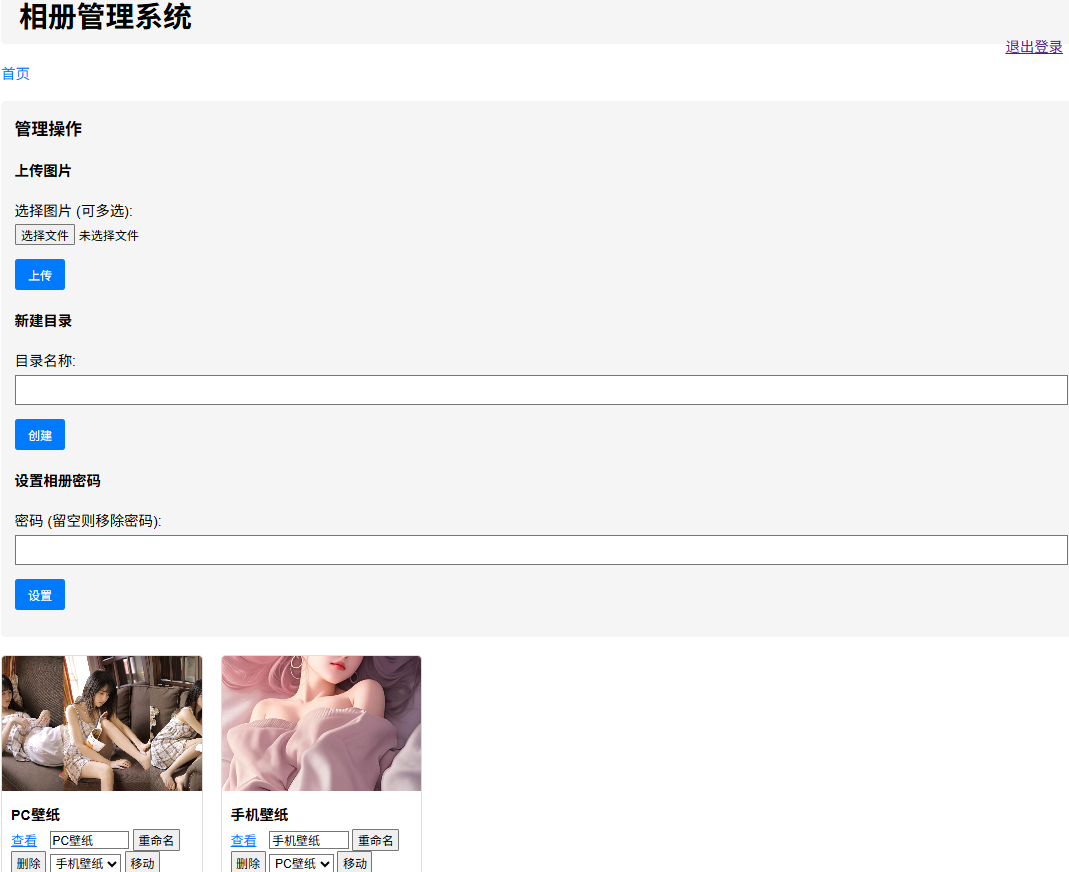 相册管理系统
退出登录
首页
管理操作
上传图片
选择图片 (可多选):
选择文件 未选择文件
上传
新建目录
目录名称:
创建
设置相册密码
密码 (留空则移除密码):
设置
PC壁纸
查看 PC壁纸 重命名
删除 手机壁纸 移动
手机壁纸
查看 手机壁纸 重命名
删除 PC壁纸 移动